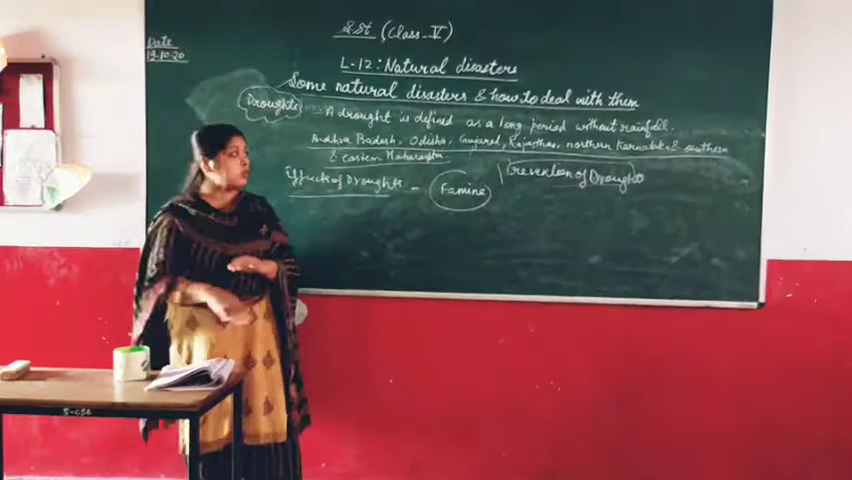 Date
19-10-20
S.St (Class-V)
L-12: Natural disasters
Some natural disasters & how to deal with them
Droughts
A drought is defined as a long period without rainfall.
Andhra Pradesh, Odisha, Gujarat, Rajasthan, northern Karnataka & southern
& eastern Maharashtra
Effects of Droughts - Famine
Prevention of Droughts